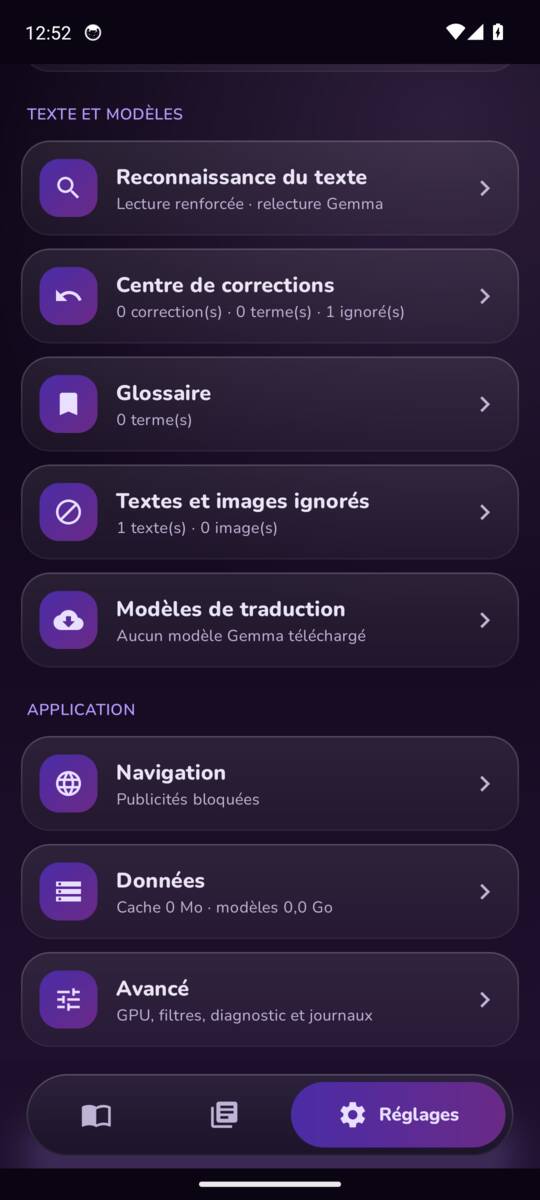 12:52
TEXTE ET MODÈLES
Reconnaissance du texte
Lecture renforcée · relecture Gemma
Centre de corrections
0 correction(s) · 0 terme(s) · 1 ignoré(s)
Glossaire
0 terme(s)
Textes et images ignorés
1 texte(s) · 0 image(s)
Modèles de traduction
Aucun modèle Gemma téléchargé
APPLICATION
Navigation
Publicités bloquées
Données
Cache 0 Mo · modèles 0,0 Go
Avancé
GPU, filtres, diagnostic et journaux
Réglages